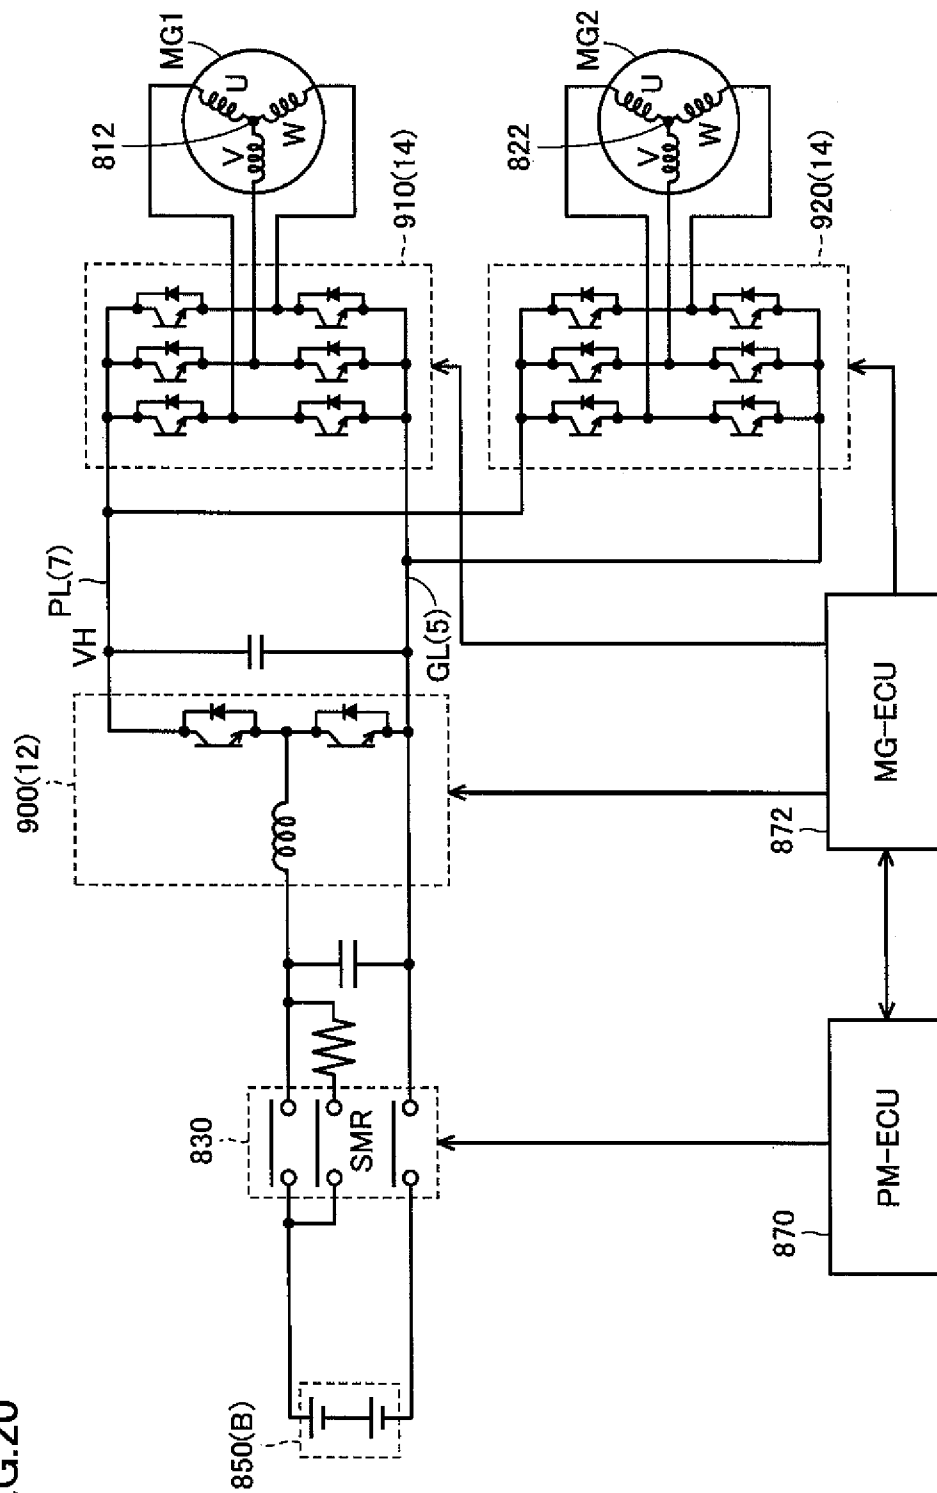 MG1
812
U
V
W
910(14)
MG2
822
U
V
W
920(14)
PL(7)
VH
GL(5)
900(12)
MG-ECU
872
830
SMR
PM-ECU
870
850(B)
G.20